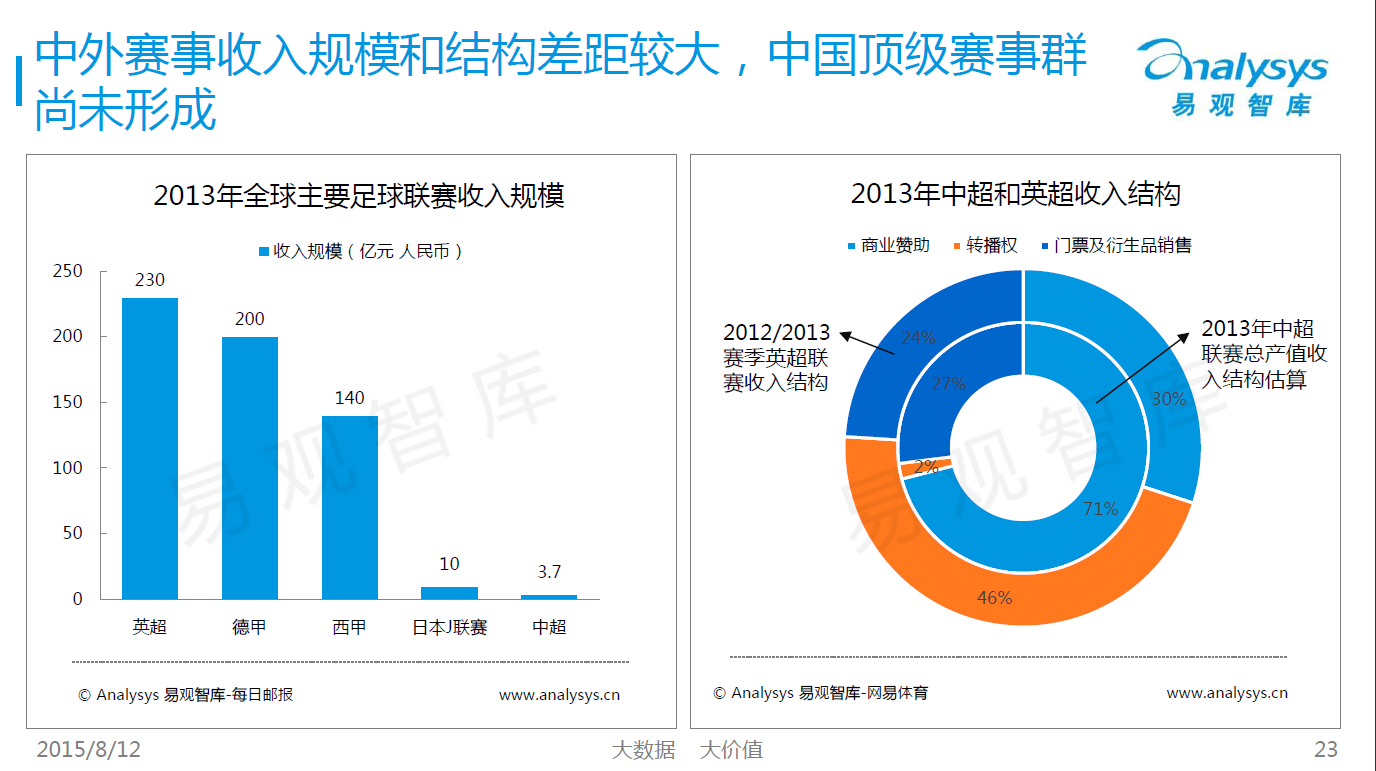 中外赛事收入规模和结构差距较大，中国顶级赛事群
尚未形成
analysys
易观智库
2013年全球主要足球联赛收入规模
收入规模（亿元 人民币）
250
200
150
100
50
0
230
200
140
10
3.7
英超
德甲
西甲
日本J联赛
中超
易观智库
© Analysys 易观智库-每日邮报
www.analysys.cn
2013年中超和英超收入结构
商业赞助
转播权
门票及衍生品销售
2012/2013
赛季英超联
赛收入结构
2013年中超
联赛总产值收
入结构估算
24%
27%
30%
2%
71%
46%
易观智库
© Analysys 易观智库-网易体育
www.analysys.cn
2015/8/12
大数据 大价值
23